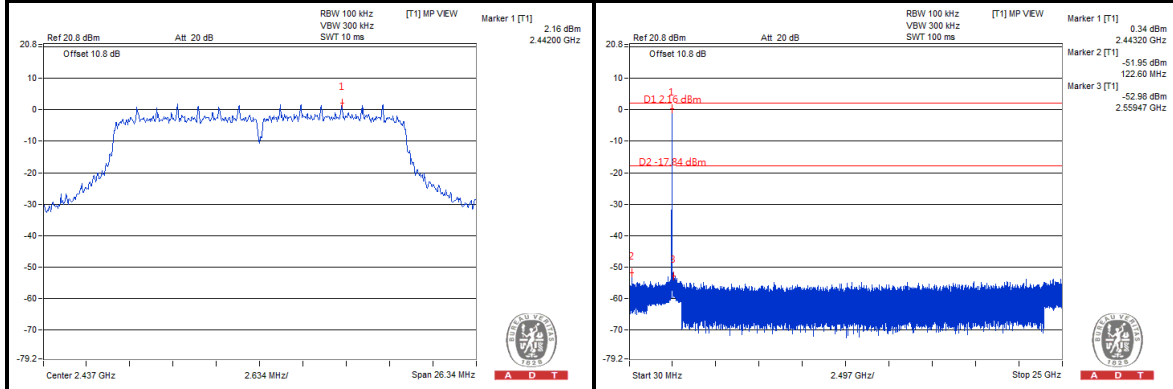 RBW 100 kHz [T1] MP VIEW
VBW 300 kHz
Ref 20.8 dBm Att 20 dB SWT 10 ms
Marker 1 [T1]
2.16 dBm
2.44200 GHz
20.8
Offset 10.8 dB
10
0
-10
-20
-30
-40
-50
-60
-70
-79.2
1
Center 2.437 GHz 2.634 MHz/ Span 26.34 MHz
BUREAU VERITAS
1828
A D T
RBW 100 kHz [T1] MP VIEW
VBW 300 kHz
Ref 20.8 dBm Att 20 dB SWT 100 ms
Marker 1 [T1]
0.34 dBm
2.44320 GHz
Marker 2 [T1]
-51.95 dBm
122.60 MHz
Marker 3 [T1]
-52.98 dBm
2.55947 GHz
20.8
Offset 10.8 dB
10
0
-10
-20
-30
-40
-50
-60
-70
-79.2
1
D1 2.16 dBm
D2 -17.84 dBm
2
3
Start 30 MHz 2.497 GHz/ Stop 25 GHz
BUREAU VERITAS
1828
A D T